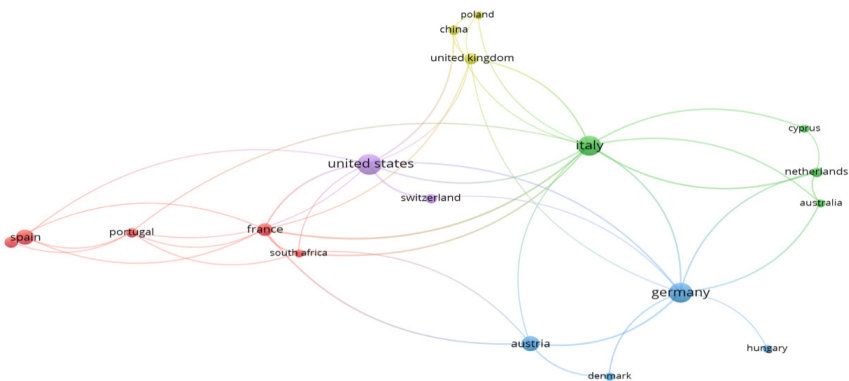 poland
china
united kingdom
cyprus
italy
united states
netherlands
switzerland
australia
spain
portugal
france
south africa
germany
austria
hungary
denmark